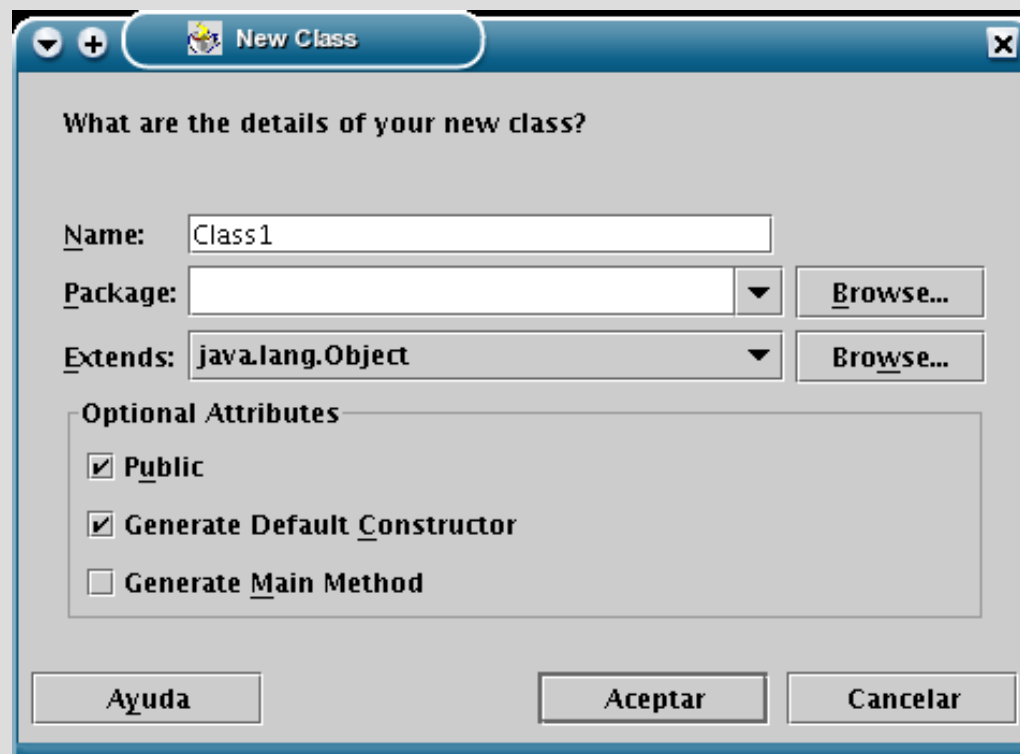 New Class
What are the details of your new class?
Name: Class1
Package: Browse...
Extends: java.lang.Object Browse...
Optional Attributes
Public
Generate Default Constructor
Generate Main Method
Ayuda Aceptar Cancelar